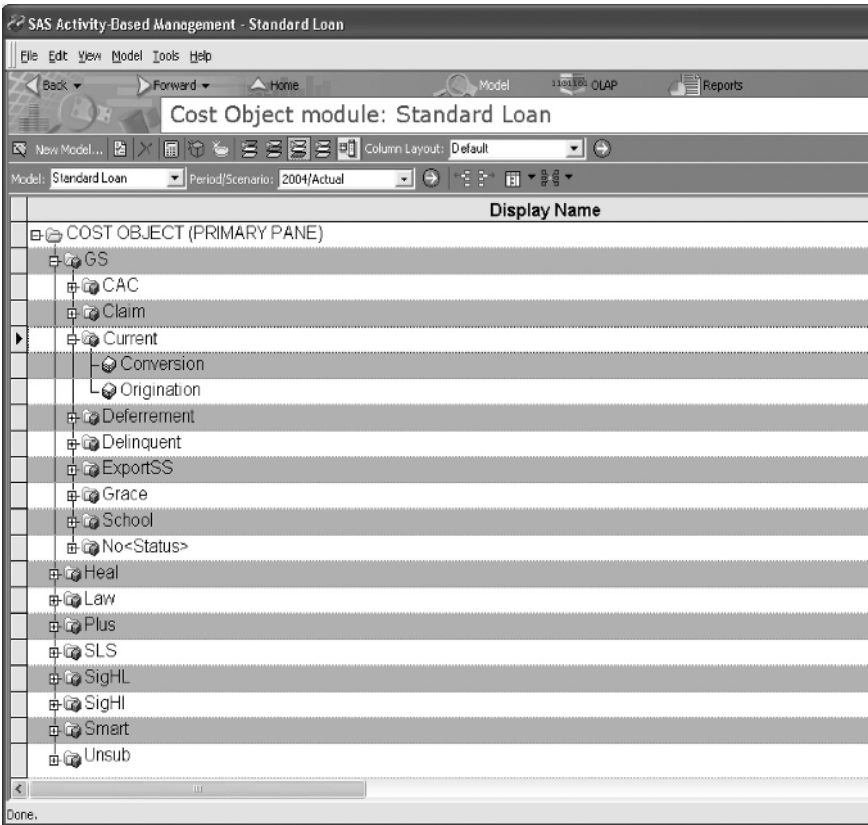 SAS Activity-Based Management - Standard Loan
File Edit View Model Tools Help
Back Forward Home Model OLAP Reports
Cost Object module: Standard Loan
New Model... Column Layout: Default
Model: Standard Loan Period/Scenario: 2004/Actual
Display Name
COST OBJECT (PRIMARY PANE)
GS
CAC
Claim
Current
Conversion
Origination
Deferrement
Delinquent
ExportSS
Grace
School
No<Status>
Heal
Law
Plus
SLS
SigHL
SigHl
Smart
Unsub
Done.